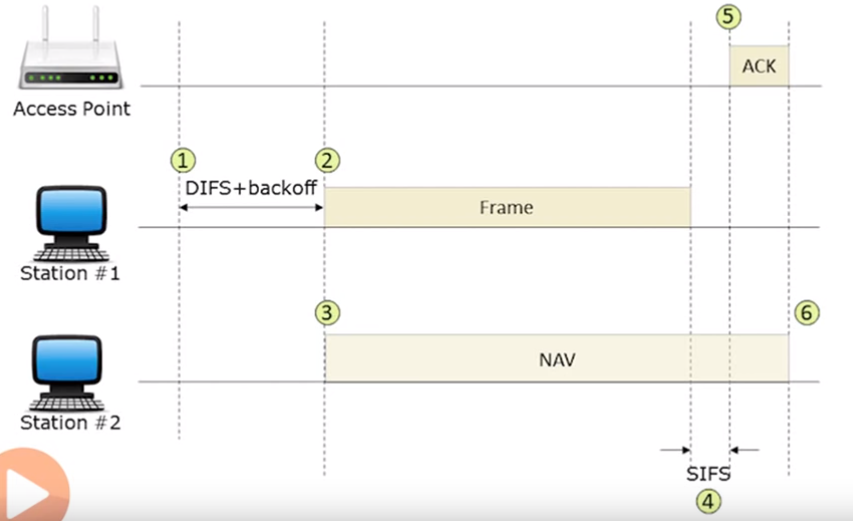 5
ACK
Access Point
1
2
DIFS+backoff
Frame
Station #1
3
6
NAV
Station #2
SIFS
4